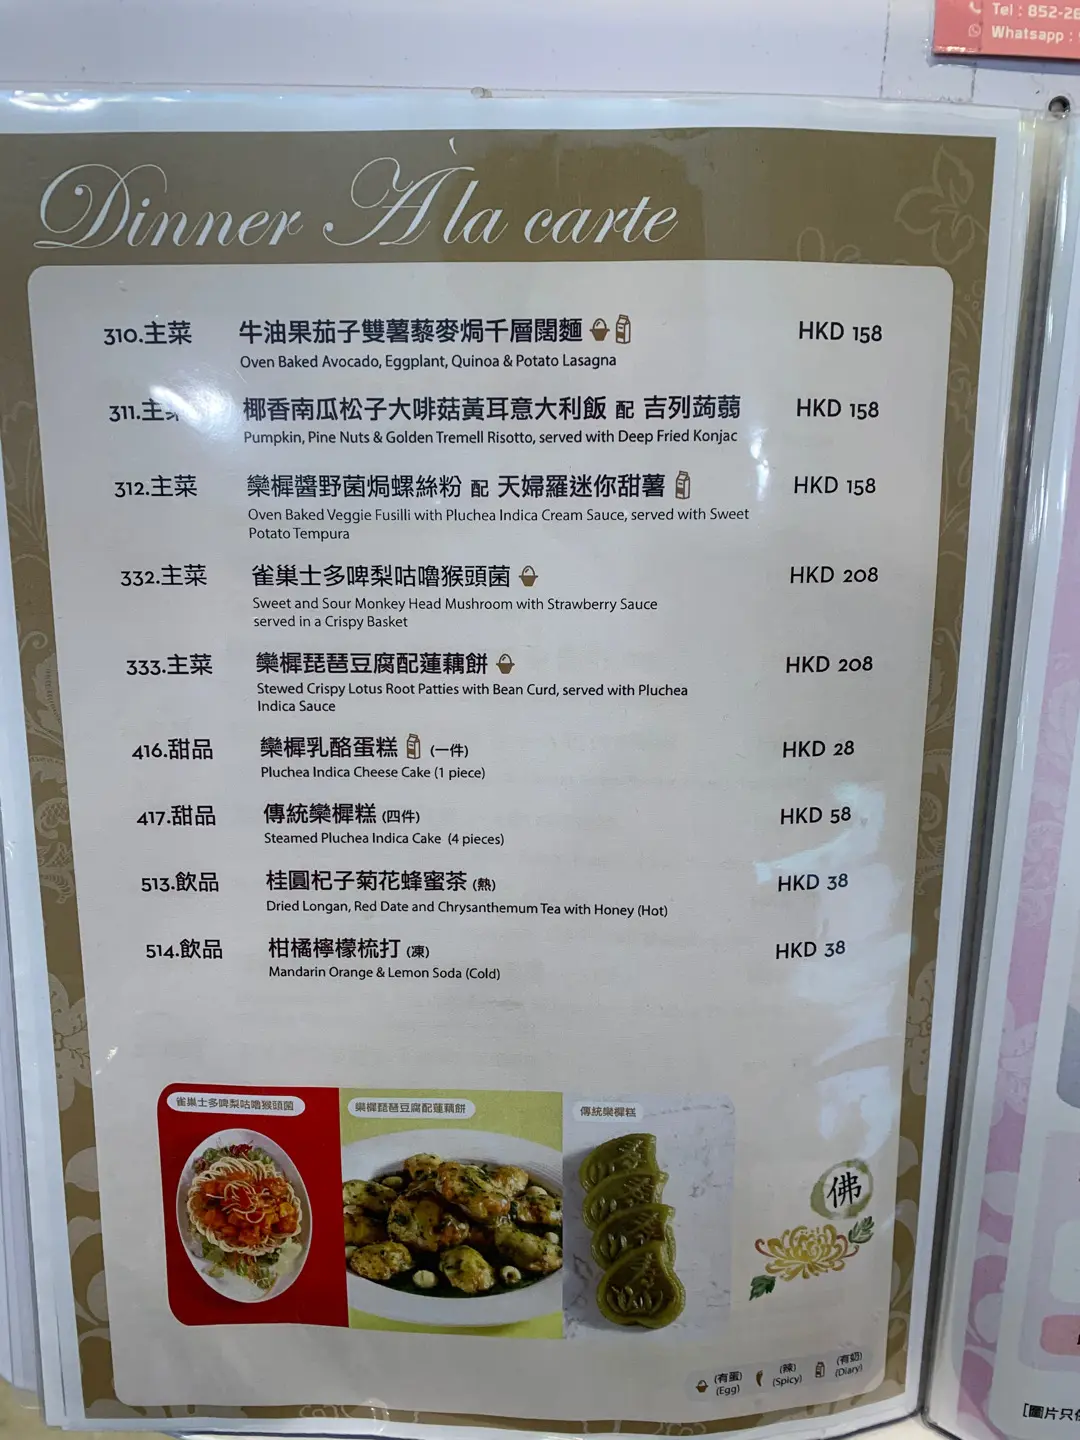 Tel : 852-26
Whatsapp :
Dinner À la carte
310.主菜 牛油果茄子雙薯藜麥焗千層闊麵 HKD 158
Oven Baked Avocado, Eggplant, Quinoa & Potato Lasagna
311.主 椰香南瓜松子大啡菇黃耳意大利飯 配 吉列蒟蒻 HKD 158
Pumpkin, Pine Nuts & Golden Tremell Risotto, served with Deep Fried Konjac
312.主菜 欒樨醬野菌焗螺絲粉 配 天婦羅迷你甜薯 HKD 158
Oven Baked Veggie Fusilli with Pluchea Indica Cream Sauce, served with Sweet
Potato Tempura
332.主菜 雀巢士多啤梨咕嚕猴頭菌 HKD 208
Sweet and Sour Monkey Head Mushroom with Strawberry Sauce
served in a Crispy Basket
333.主菜 欒樨琵琶豆腐配蓮藕餅 HKD 208
Stewed Crispy Lotus Root Patties with Bean Curd, served with Pluchea
Indica Sauce
416.甜品 欒樨乳酪蛋糕 (一件) HKD 28
Pluchea Indica Cheese Cake (1 piece)
417.甜品 傳統欒樨糕 (四件) HKD 58
Steamed Pluchea Indica Cake (4 pieces)
513.飲品 桂圓杞子菊花蜂蜜茶 (熱) HKD 38
Dried Longan, Red Date and Chrysanthemum Tea with Honey (Hot)
514.飲品 柑橘檸檬梳打 (凍) HKD 38
Mandarin Orange & Lemon Soda (Cold)
雀巢士多啤梨咕嚕猴頭菌
欒樨琵琶豆腐配蓮藕餅
傳統欒樨糕
佛
(有蛋) (辣) (有奶)
(Egg) (Spicy) (Diary)
[圖片只